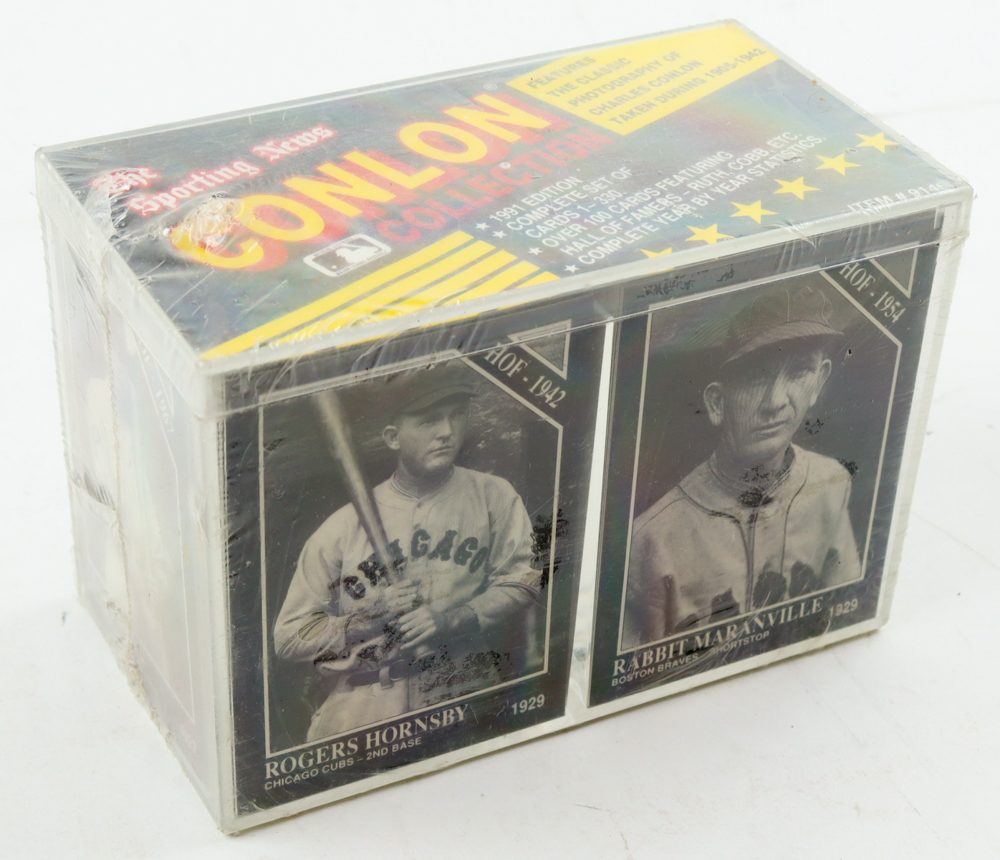 The
Sporting News
CONLON®
COLLECTION
FEATURES
THE CLASSIC
PHOTOGRAPHY OF
CHARLES CONLON
TAKEN DURING 1905-1942
★ 1991 EDITION
★ COMPLETE SET OF
CARDS - 330
★ OVER 100 CARDS FEATURING
HALL OF FAMERS - RUTH, COBB, ETC.
★ COMPLETE YEAR BY YEAR STATISTICS
ITEM #
HOF - 1942
ROGERS HORNSBY
CHICAGO CUBS - 2ND BASE
1929
CHICAGO
HOF - 1954
RABBIT MARANVILLE
BOSTON BRAVES - SHORTSTOP
1929